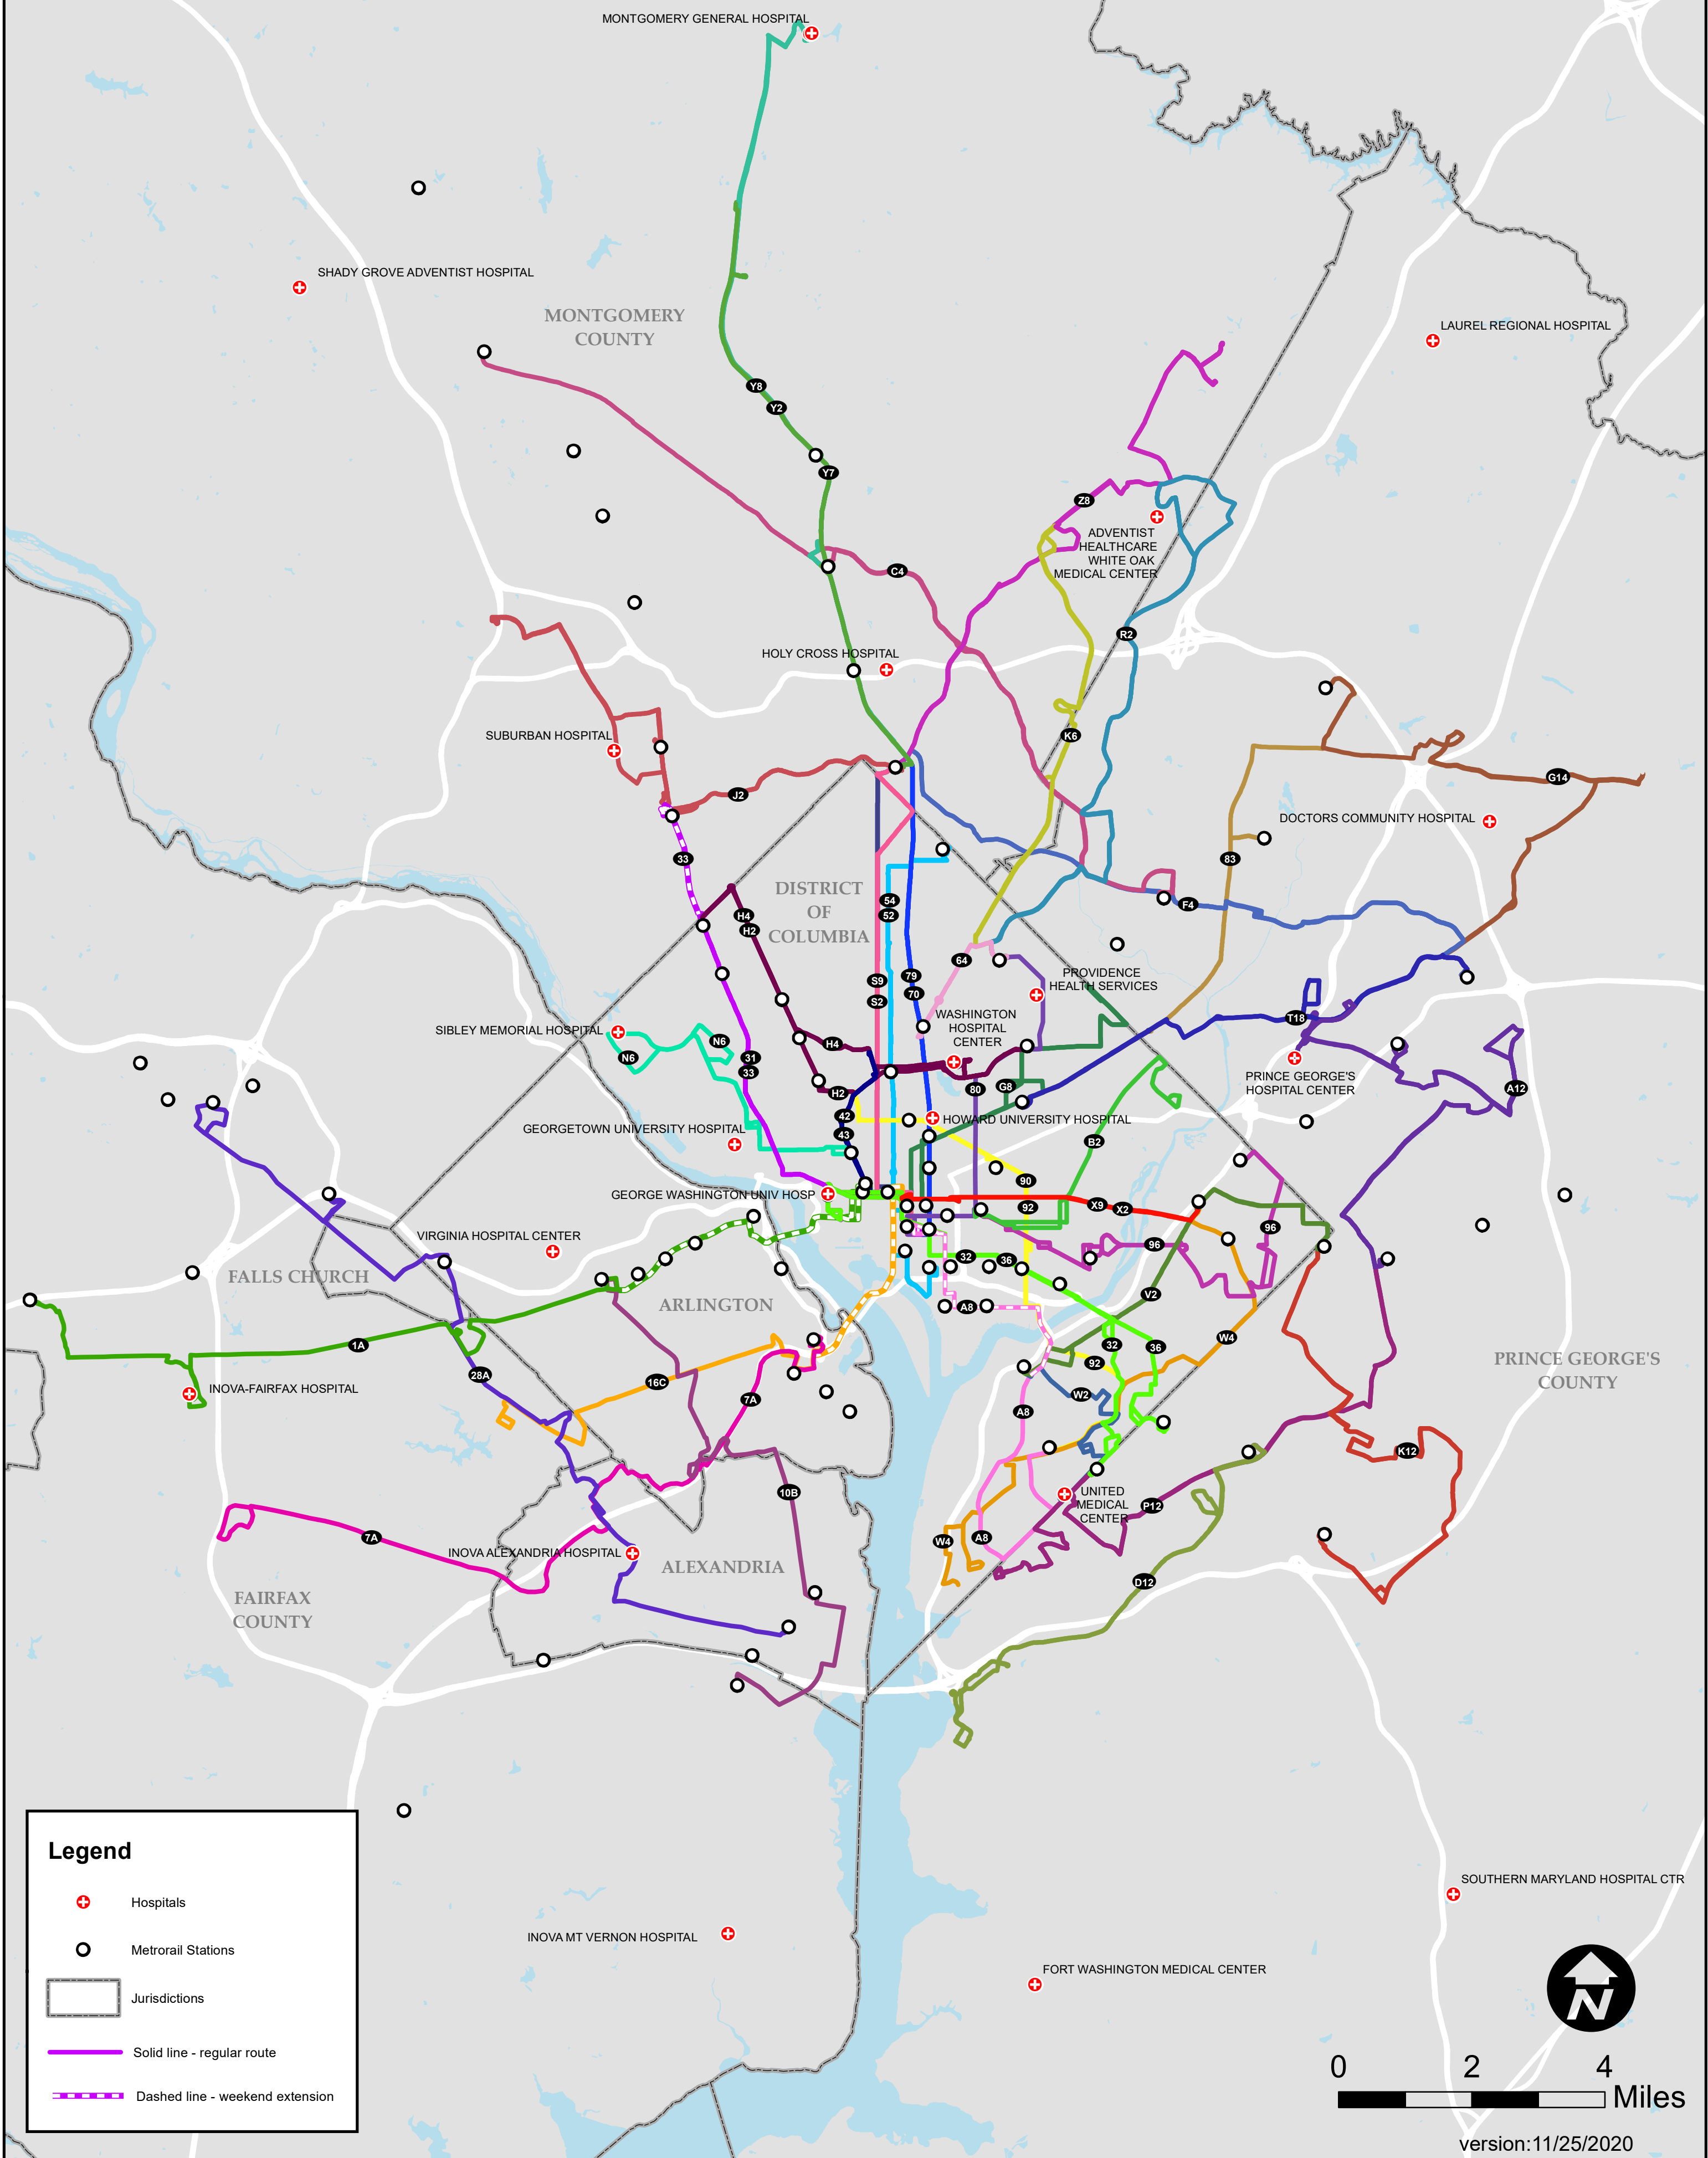 MONTGOMERY GENERAL HOSPITAL
SHADY GROVE ADVENTIST HOSPITAL
MONTGOMERY
COUNTY
LAUREL REGIONAL HOSPITAL
Y8
Y2
Y7
Z8
ADVENTIST
HEALTHCARE
WHITE OAK
MEDICAL CENTER
C4
R2
HOLY CROSS HOSPITAL
SUBURBAN HOSPITAL
K6
G14
J2
DOCTORS COMMUNITY HOSPITAL
33
83
DISTRICT
OF
COLUMBIA
54
52
H4
H2
F4
64
PROVIDENCE
HEALTH SERVICES
S9
79
70
S2
WASHINGTON
HOSPITAL
CENTER
T18
SIBLEY MEMORIAL HOSPITAL
N6
N6
H4
31
33
PRINCE GEORGE'S
HOSPITAL CENTER
H2
80
G8
A12
42
43
HOWARD UNIVERSITY HOSPITAL
GEORGETOWN UNIVERSITY HOSPITAL
B2
90
GEORGE WASHINGTON UNIV HOSP
92
X9
X2
96
VIRGINIA HOSPITAL CENTER
96
32
36
FALLS CHURCH
ARLINGTON
V2
A8
1A
W4
32
36
92
PRINCE GEORGE'S
COUNTY
28A
16C
INOVA-FAIRFAX HOSPITAL
7A
W2
A8
K12
10B
UNITED
MEDICAL
CENTER
P12
7A
W4
A8
INOVA ALEXANDRIA HOSPITAL
ALEXANDRIA
D12
FAIRFAX
COUNTY
Legend
Hospitals
Metrorail Stations
Jurisdictions
Solid line - regular route
Dashed line - weekend extension
SOUTHERN MARYLAND HOSPITAL CTR
INOVA MT VERNON HOSPITAL
FORT WASHINGTON MEDICAL CENTER
N
0 2 4
Miles
version:11/25/2020